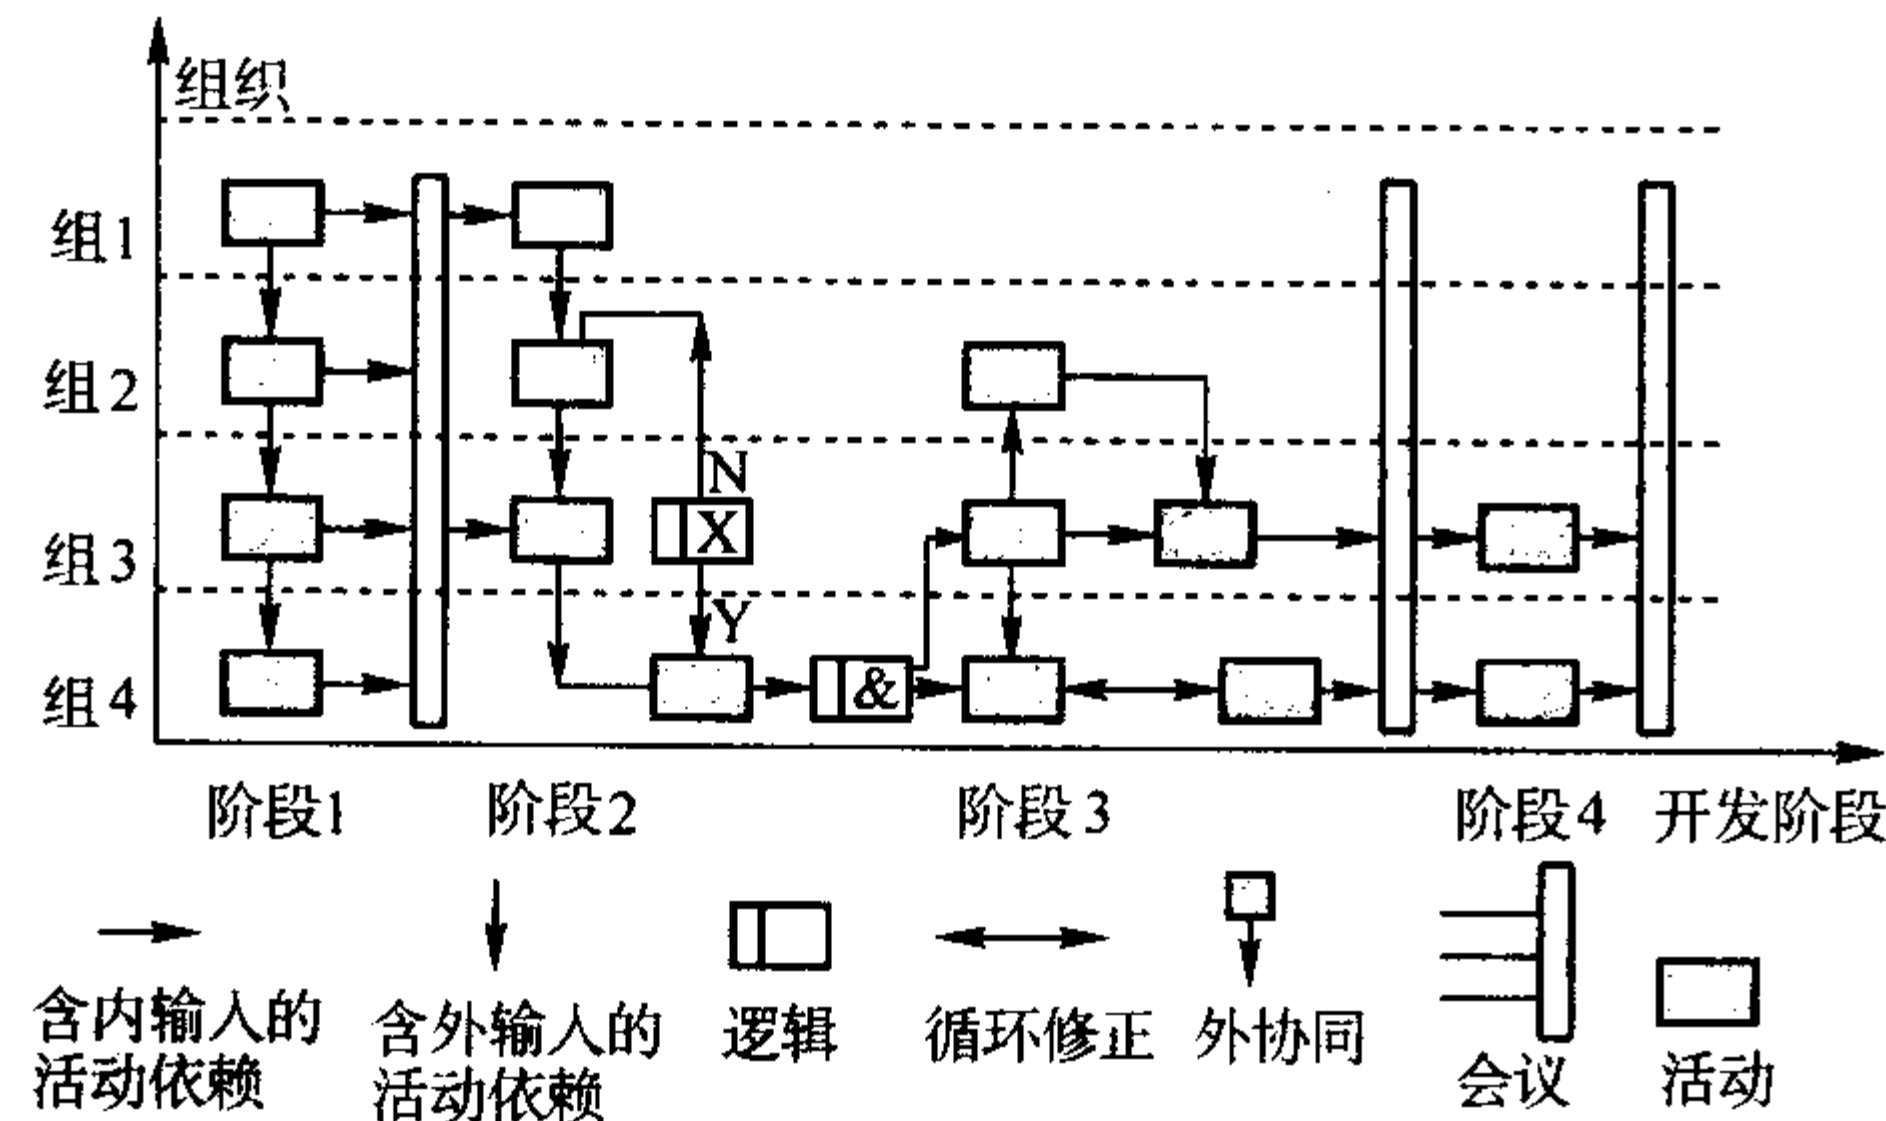 组织
组1
组2
N
组3
X
Y
组4
&
阶段1 阶段2 阶段3 阶段4 开发阶段
含内输入的
活动依赖
含外输入的
活动依赖
逻辑
循环修正
外协同
会议
活动